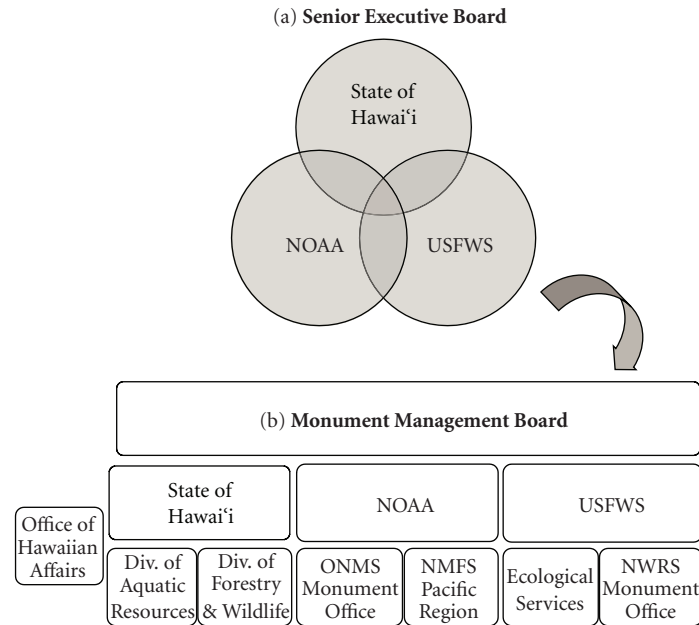 (a) Senior Executive Board
State of
Hawai‘i
NOAA
USFWS
(b) Monument Management Board
State of
Hawai‘i
NOAA
USFWS
Office of
Hawaiian
Affairs
Div. of
Aquatic
Resources
Div. of
Forestry
& Wildlife
ONMS
Monument
Office
NMFS
Pacific
Region
Ecological
Services
NWRS
Monument
Office